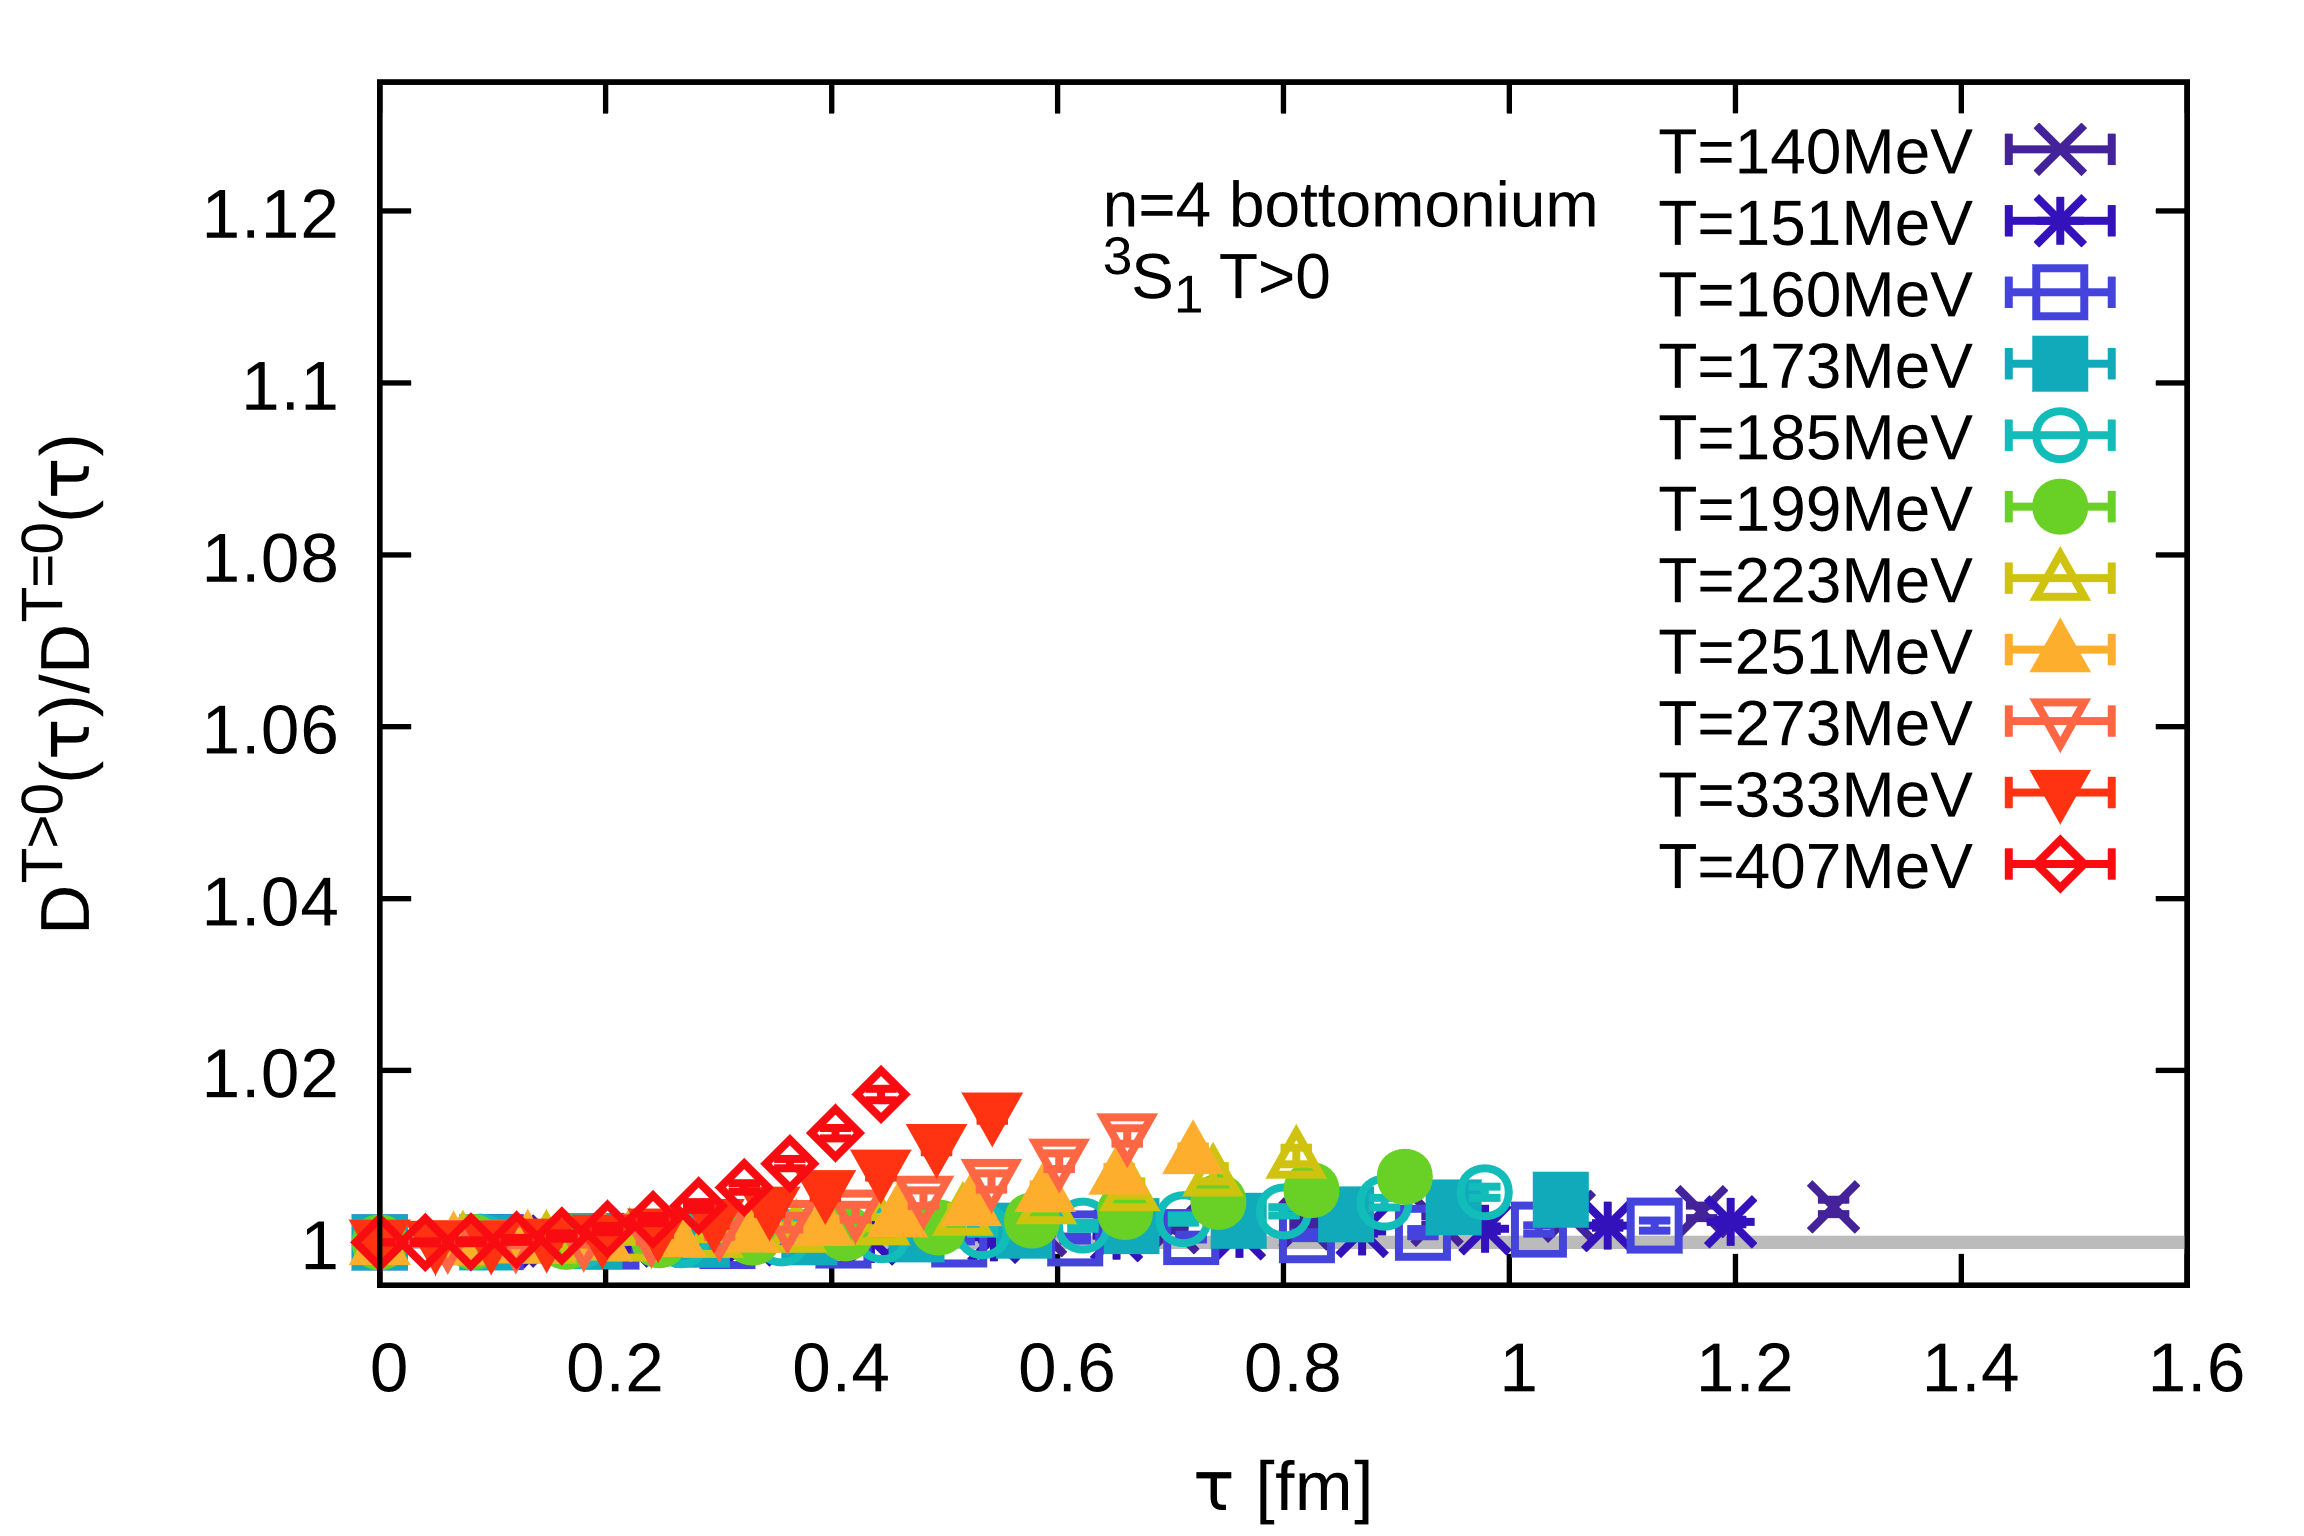 n=4 bottomonium
³S₁ T>0
T=140MeV
T=151MeV
T=160MeV
T=173MeV
T=185MeV
T=199MeV
T=223MeV
T=251MeV
T=273MeV
T=333MeV
T=407MeV
1.12
1.1
1.08
1.06
1.04
1.02
1
D^T>0(τ)/D^T=0(τ)
0 0.2 0.4 0.6 0.8 1 1.2 1.4 1.6
τ [fm]